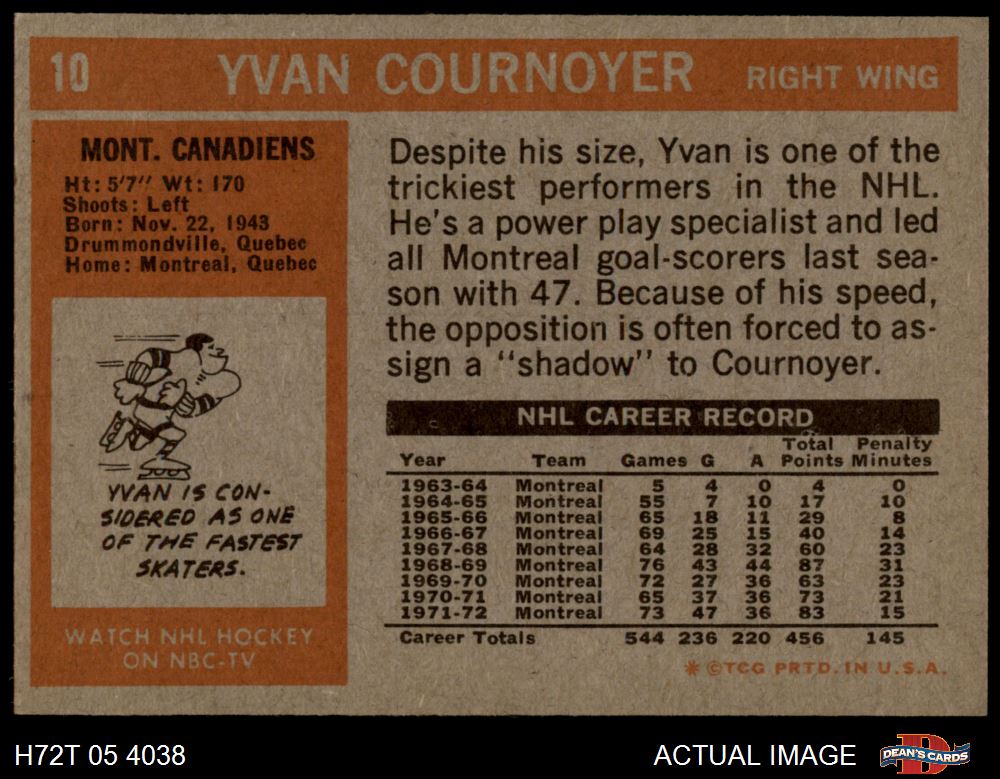 10 YVAN COURNOYER RIGHT WING
MONT. CANADIENS
Ht: 5'7" Wt: 170
Shoots: Left
Born: Nov. 22, 1943
Drummondville, Quebec
Home: Montreal, Quebec
YVAN IS CON-
SIDERED AS ONE
OF THE FASTEST
SKATERS.
WATCH NHL HOCKEY
ON NBC-TV
Despite his size, Yvan is one of the
trickiest performers in the NHL.
He's a power play specialist and led
all Montreal goal-scorers last sea-
son with 47. Because of his speed,
the opposition is often forced to as-
sign a "shadow" to Cournoyer.
NHL CAREER RECORD
Total Penalty
Year Team Games G A Points Minutes
1963-64 Montreal 5 4 0 4 0
1964-65 Montreal 55 7 10 17 10
1965-66 Montreal 65 18 11 29 8
1966-67 Montreal 69 25 15 40 14
1967-68 Montreal 64 28 32 60 23
1968-69 Montreal 76 43 44 87 31
1969-70 Montreal 72 27 36 63 23
1970-71 Montreal 65 37 36 73 21
1971-72 Montreal 73 47 36 83 15
Career Totals 544 236 220 456 145
* ©TCG PRTD. IN U.S.A.
H72T 05 4038 ACTUAL IMAGE DEAN'S CARDS